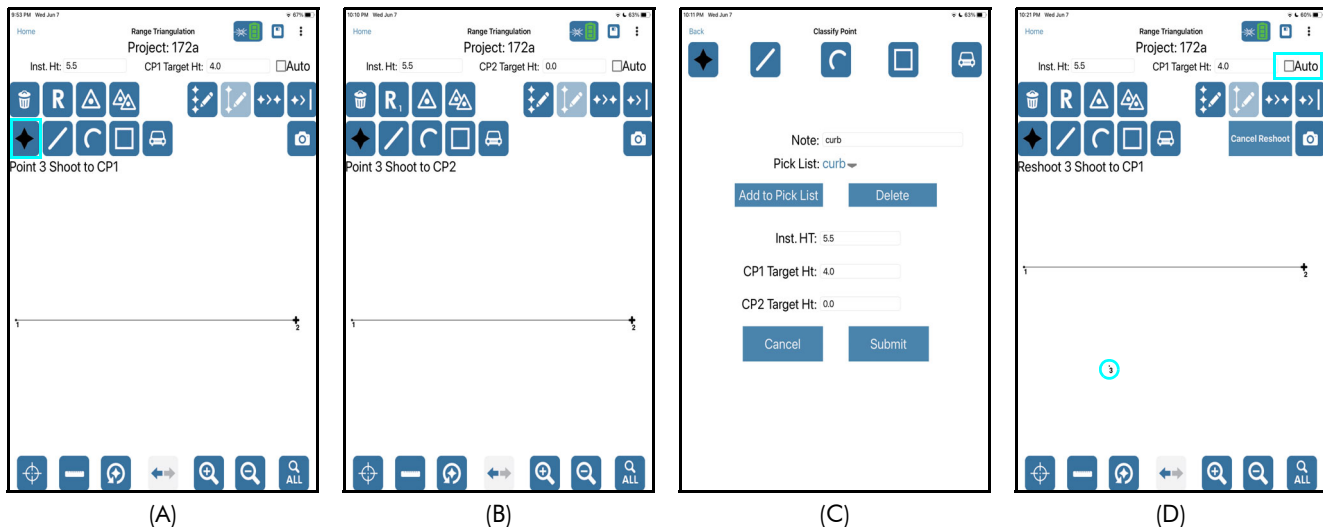 9:53 PM Wed Jun 7
67%
Home
Range Triangulation
Project: 172a
Inst. Ht: 5.5
CP1 Target Ht: 4.0
Auto
R
Point 3 Shoot to CP1
1
2
ALL
(A)
10:10 PM Wed Jun 7
63%
Home
Range Triangulation
Project: 172a
Inst. Ht: 5.5
CP2 Target Ht: 0.0
Auto
R1
Point 3 Shoot to CP2
1
2
ALL
(B)
10:11 PM Wed Jun 7
63%
Back
Classify Point
Note: curb
Pick List: curb
Add to Pick List
Delete
Inst. HT: 5.5
CP1 Target Ht: 4.0
CP2 Target Ht: 0.0
Cancel
Submit
(C)
10:21 PM Wed Jun 7
60%
Home
Range Triangulation
Project: 172a
Inst. Ht: 5.5
CP1 Target Ht: 4.0
Auto
R
Cancel Reshoot
Reshoot 3 Shoot to CP1
1
2
3
ALL
(D)